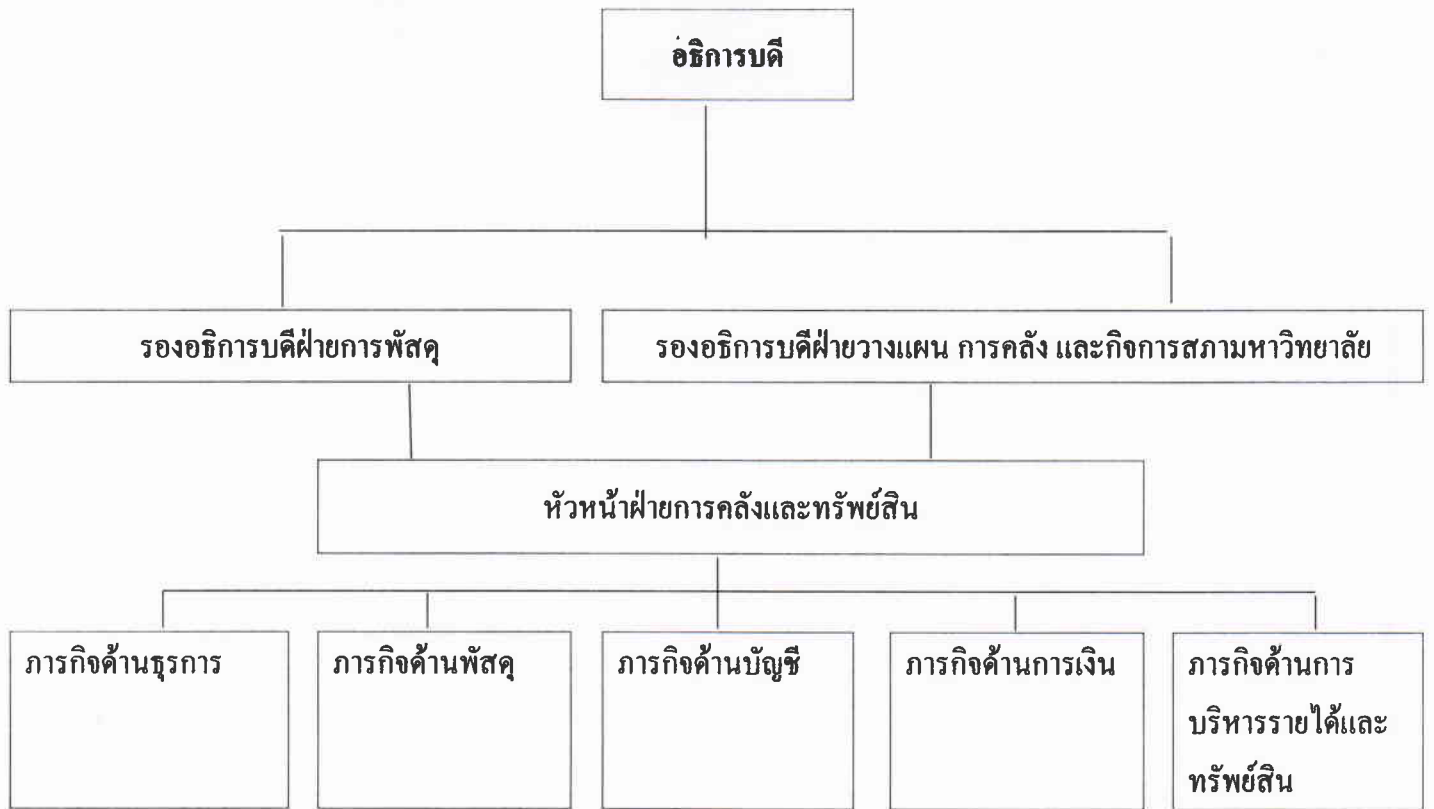 อธิการบดี
รองอธิการบดีฝ่ายการพัสดุ
รองอธิการบดีฝ่ายวางแผน การคลัง และกิจการสภามหาวิทยาลัย
หัวหน้าฝ่ายการคลังและทรัพย์สิน
ภารกิจด้านธุรการ
ภารกิจด้านพัสดุ
ภารกิจด้านบัญชี
ภารกิจด้านการเงิน
ภารกิจด้านการ
บริหารรายได้และ
ทรัพย์สิน